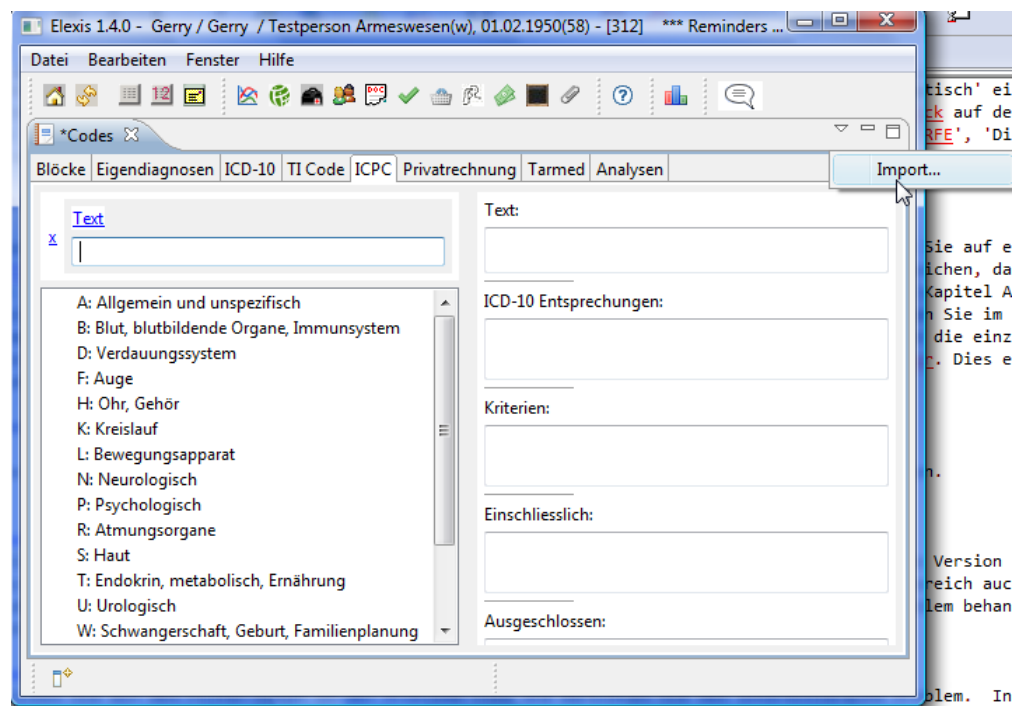 Elexis 1.4.0 - Gerry / Gerry / Testperson Armeswesen(w), 01.02.1950(58) - [312] *** Reminders ...
Datei Bearbeiten Fenster Hilfe
*Codes
Blöcke Eigendiagnosen ICD-10 TI Code ICPC Privatrechnung Tarmed Analysen
Import...
x
Text
A: Allgemein und unspezifisch
B: Blut, blutbildende Organe, Immunsystem
D: Verdauungssystem
F: Auge
H: Ohr, Gehör
K: Kreislauf
L: Bewegungsapparat
N: Neurologisch
P: Psychologisch
R: Atmungsorgane
S: Haut
T: Endokrin, metabolisch, Ernährung
U: Urologisch
W: Schwangerschaft, Geburt, Familienplanung
Text:
ICD-10 Entsprechungen:
Kriterien:
Einschliesslich:
Ausgeschlossen:
tisch' ei
ck auf de
RFE', 'Di
Sie auf e
ichen, da
Kapitel A
n Sie im
die einz
r. Dies e
n.
Version
reich auc
lem behan
blem. In